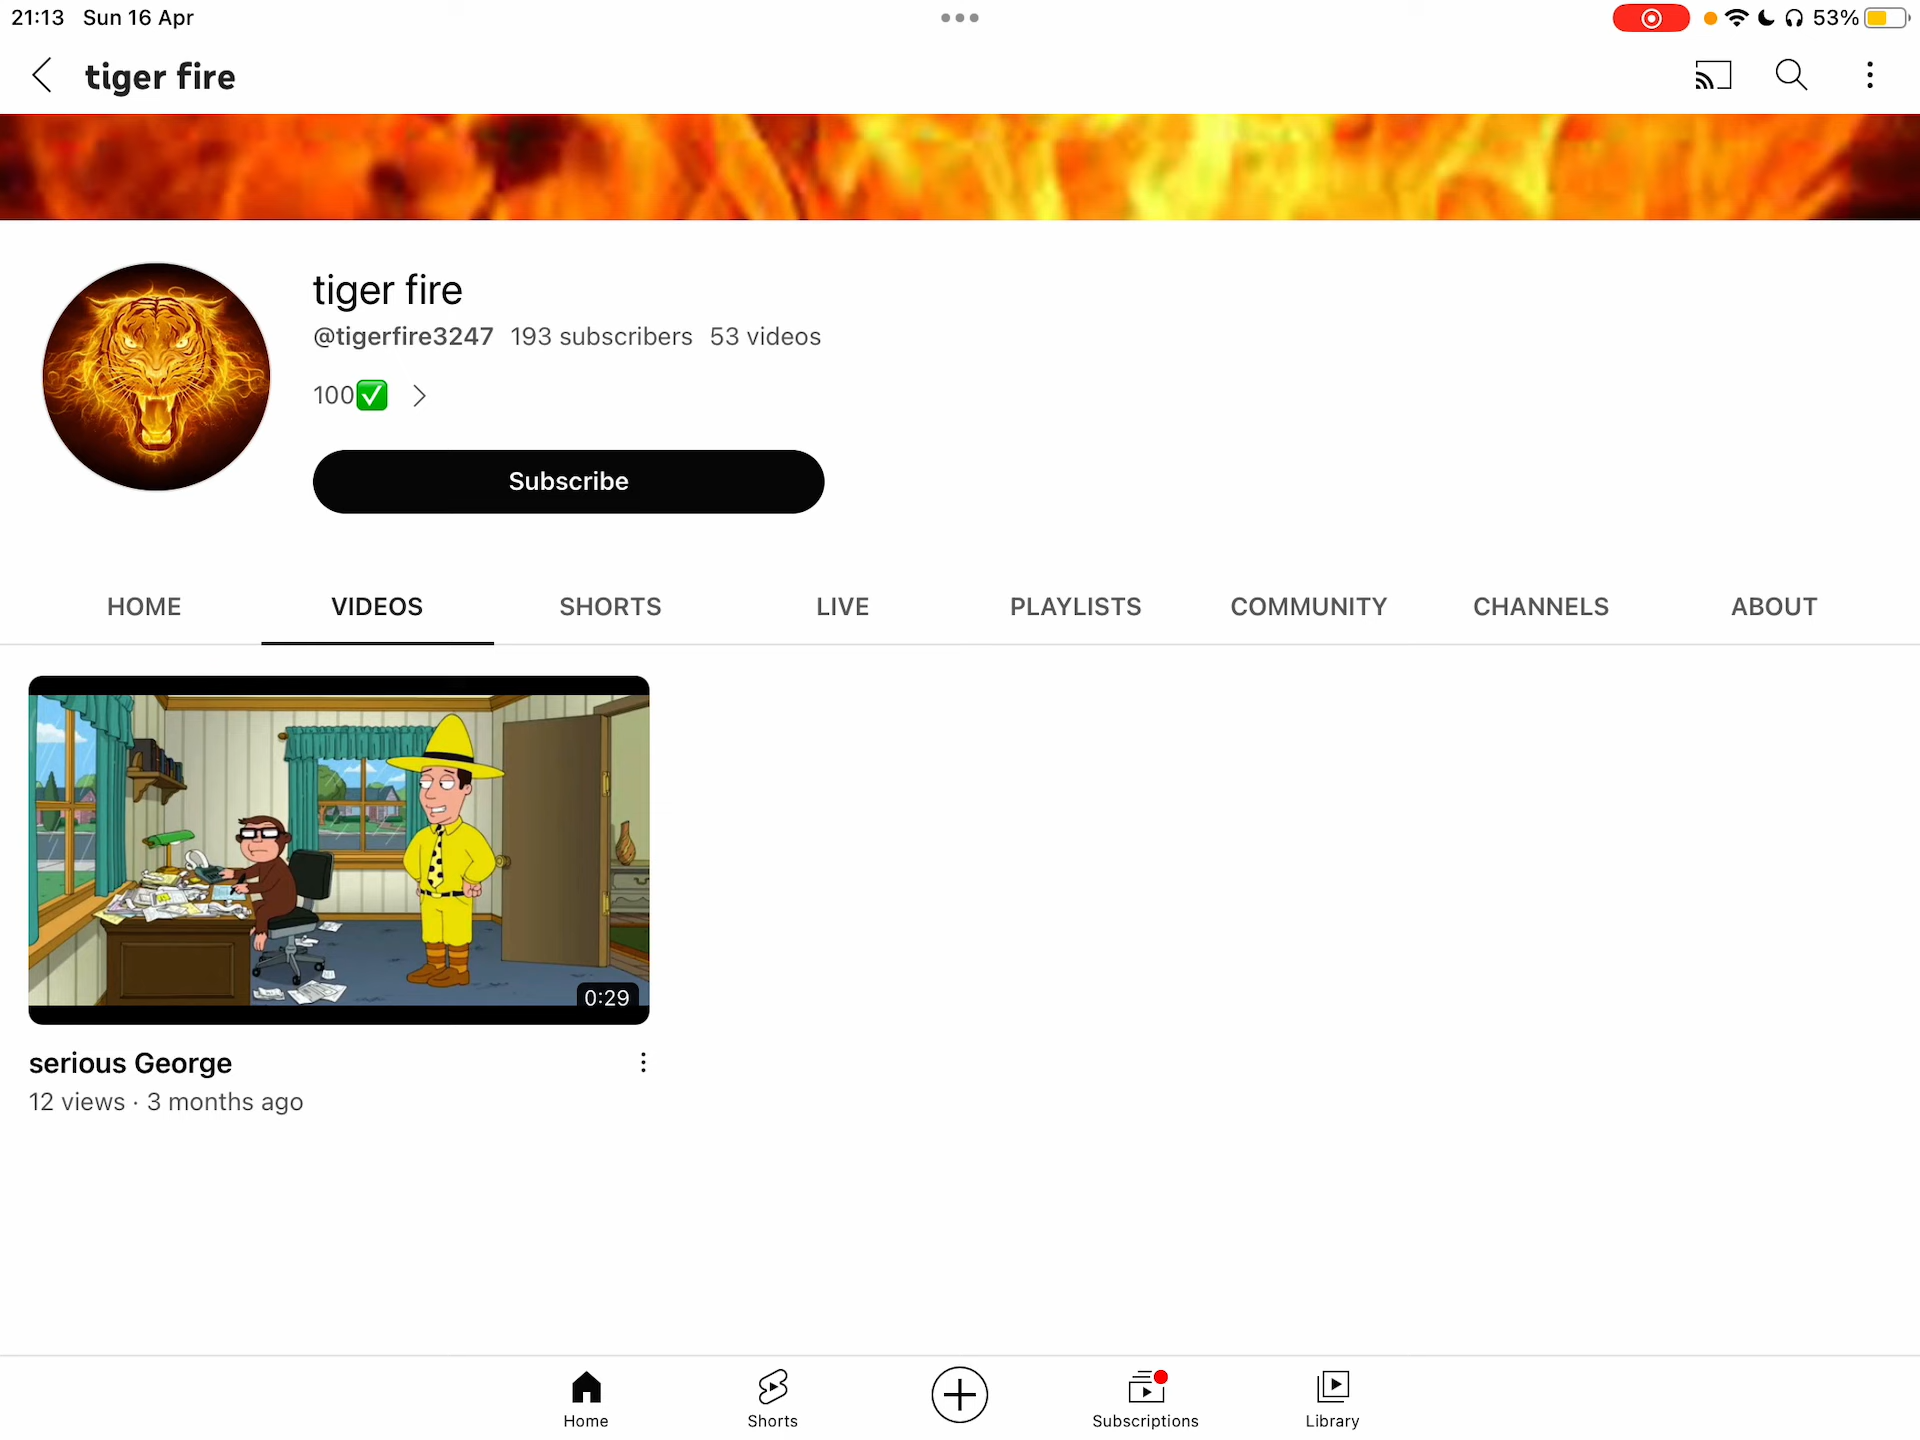 21:13 Sun 16 Apr
53%
tiger fire
tiger fire
@tigerfire3247 193 subscribers 53 videos
100✅
Subscribe
HOME VIDEOS SHORTS LIVE PLAYLISTS COMMUNITY CHANNELS ABOUT
0:29
serious George
12 views · 3 months ago
Home Shorts Subscriptions Library